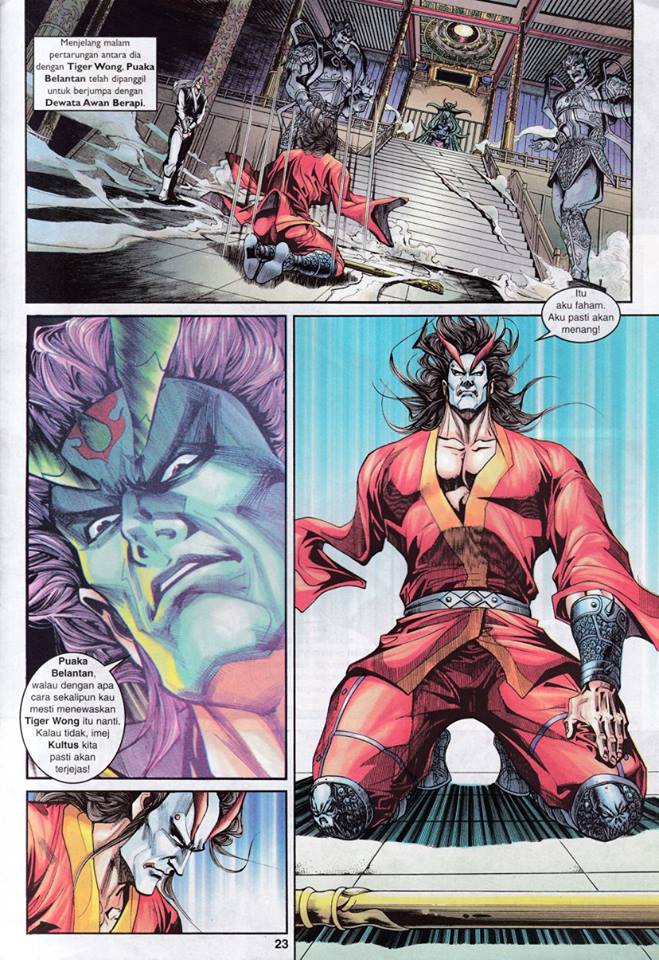 Menjelang malam
pertarungan antara dia
dengan Tiger Wong, Puaka
Belantan telah dipanggil
untuk berjumpa dengan
Dewata Awan Berapi.
Itu
aku faham.
Aku pasti akan
menang!
Puaka
Belantan,
walau dengan apa
cara sekalipun kau
mesti menewaskan
Tiger Wong itu nanti.
Kalau tidak, imej
Kultus kita
pasti akan
terjejas!
23